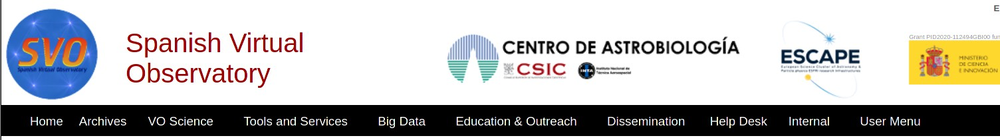 E
SVO
Spanish Virtual Observatory
Spanish Virtual
Observatory
CENTRO DE ASTROBIOLOGÍA
CSIC
INTA
Instituto Nacional de
Técnica Aeroespacial
ESCAPE
European Science Cluster of Astronomy &
Particle physics ESFRI research infrastructures
Grant PID2020-112494GBI00 fun
MINISTERIO
DE CIENCIA
E INNOVACIÓN
Home Archives VO Science Tools and Services Big Data Education & Outreach Dissemination Help Desk Internal User Menu